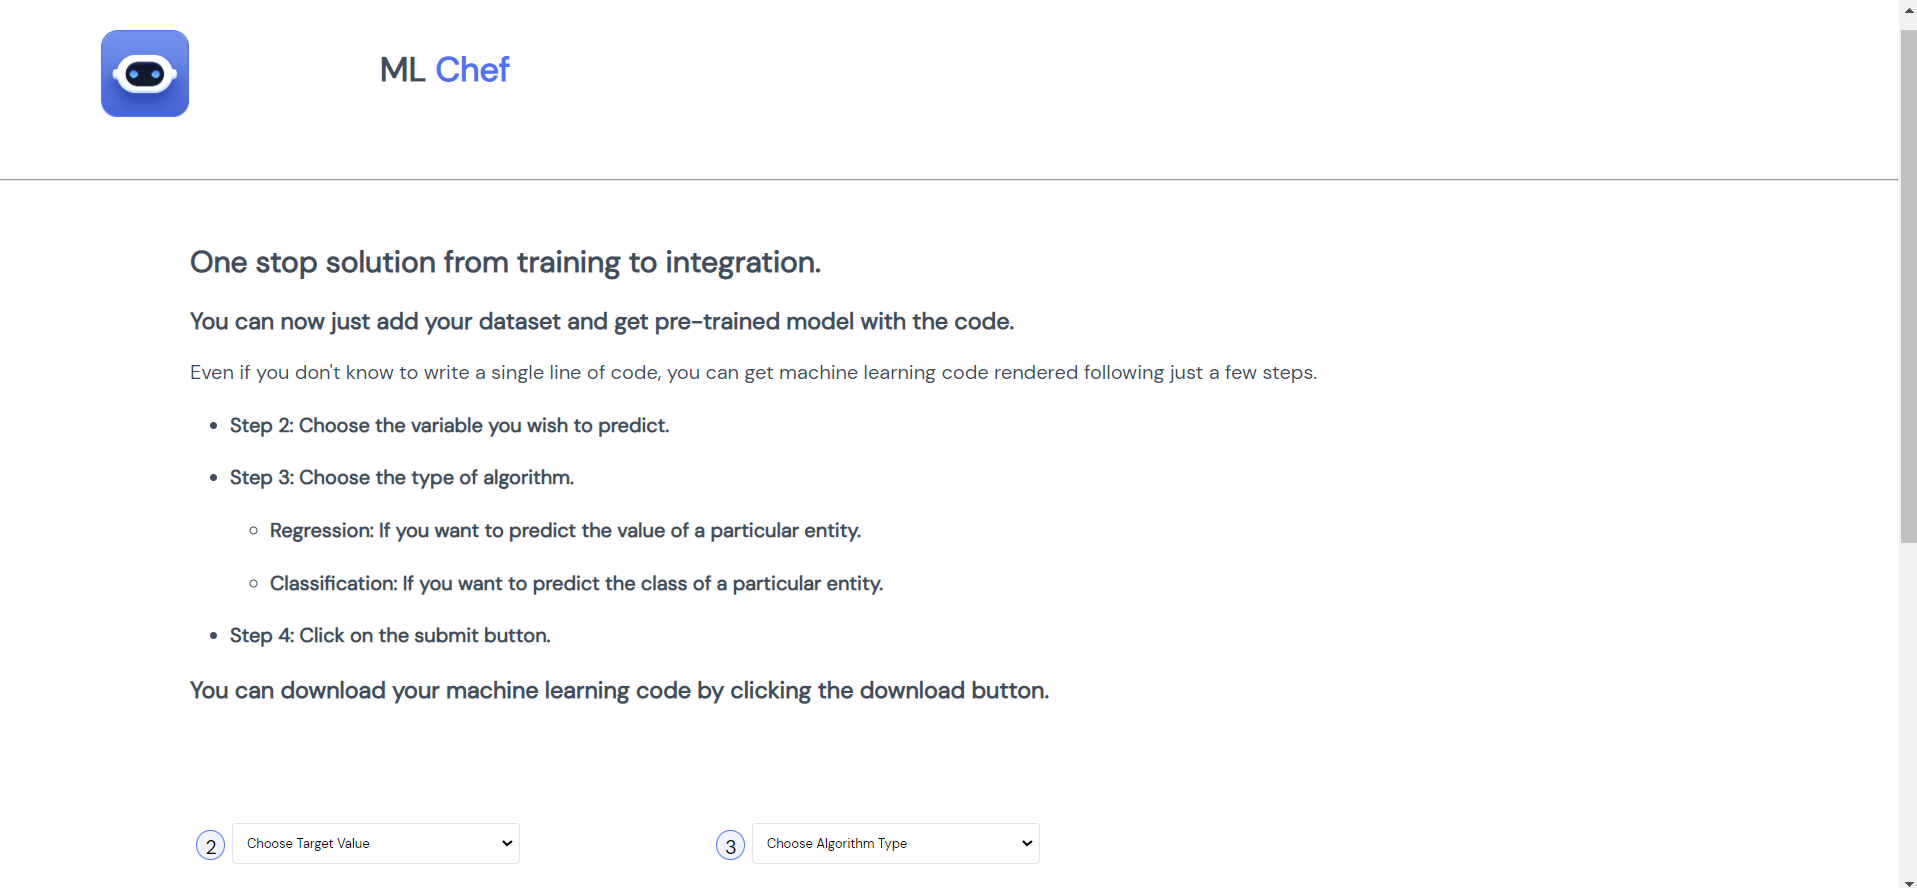 ML Chef
One stop solution from training to integration.
You can now just add your dataset and get pre-trained model with the code.
Even if you don't know to write a single line of code, you can get machine learning code rendered following just a few steps.
Step 2: Choose the variable you wish to predict.
Step 3: Choose the type of algorithm.
Regression: If you want to predict the value of a particular entity.
Classification: If you want to predict the class of a particular entity.
Step 4: Click on the submit button.
You can download your machine learning code by clicking the download button.
2 Choose Target Value
3 Choose Algorithm Type